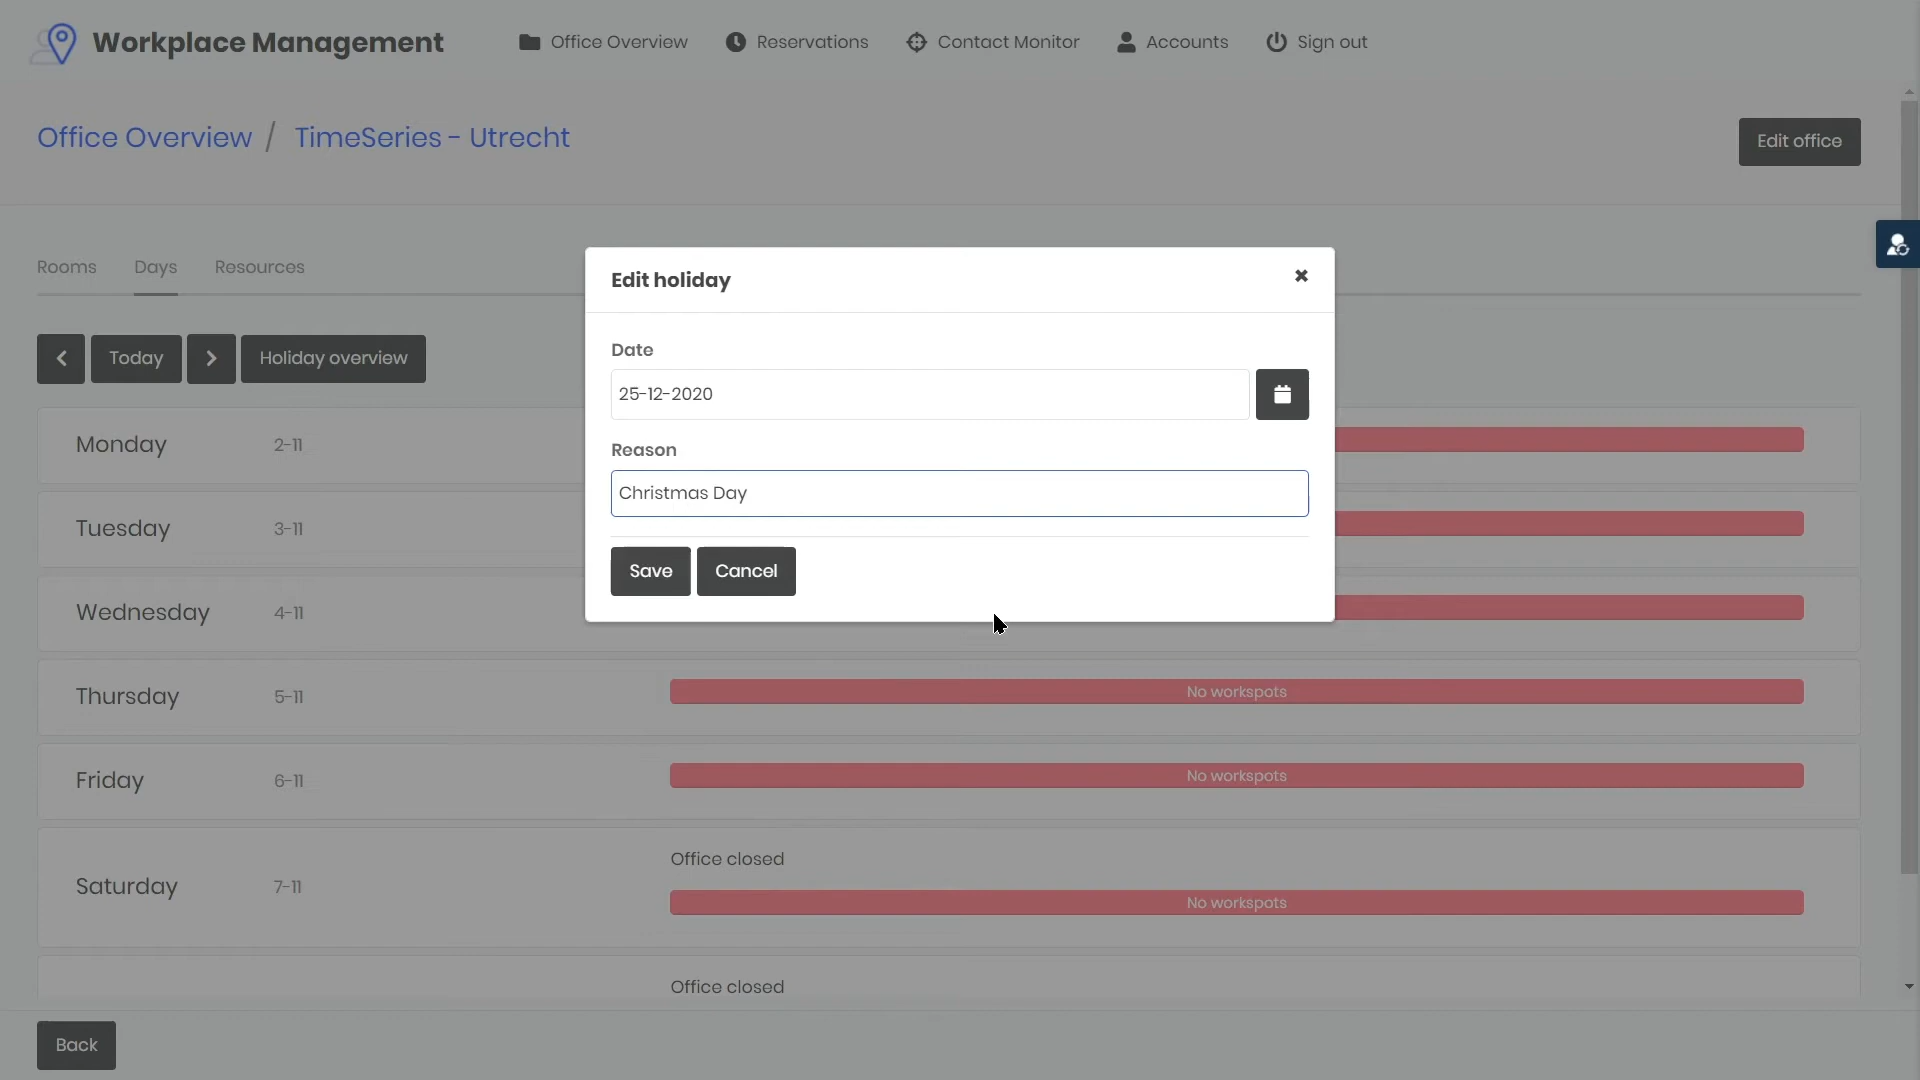 Workplace Management
Office Overview
Reservations
Contact Monitor
Accounts
Sign out
Office Overview / TimeSeries - Utrecht
Edit office
Rooms
Days
Resources
Today
Holiday overview
Edit holiday
Date
25-12-2020
Reason
Christmas Day
Save
Cancel
Monday 2-11
Tuesday 3-11
Wednesday 4-11
Thursday 5-11
No workspots
Friday 6-11
No workspots
Office closed
Saturday 7-11
No workspots
Office closed
Back